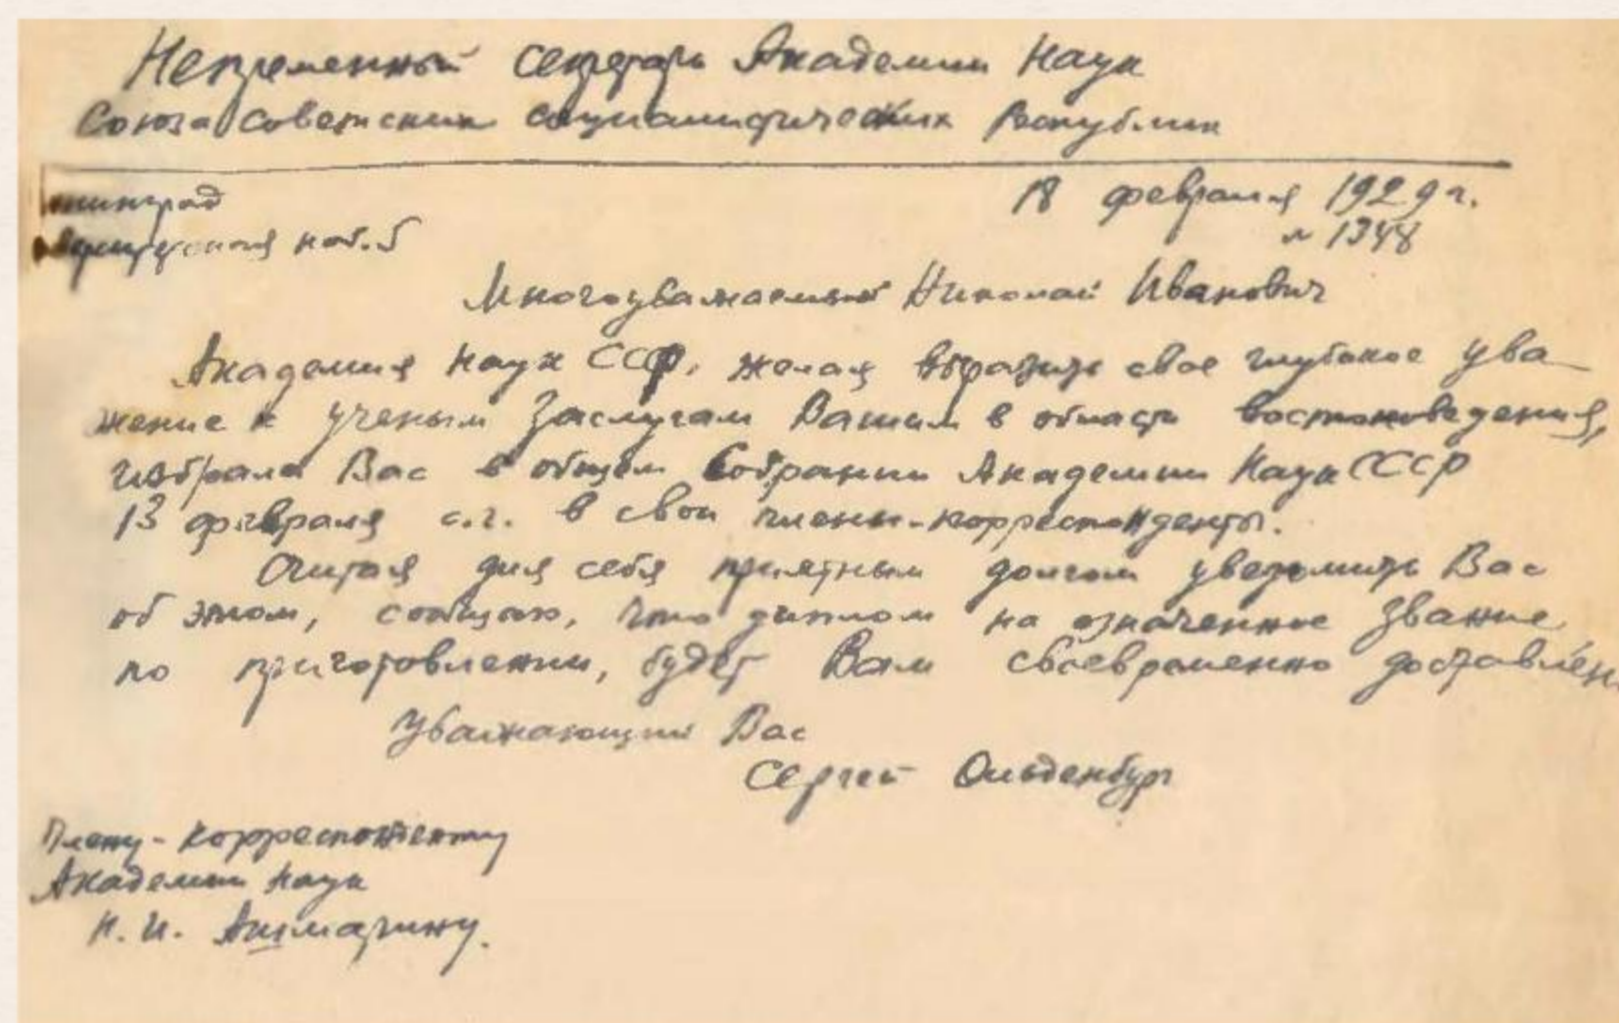 Непременный секретарь Академии Наук
Союза Советских социалистических Республик
18 февраля 1929 г.
наб. 5
№ 1348
Многоуважаемый Николай Иванович
Академия Наук СССР, желая выразить свое глубокое ува-
жение к ученым заслугам Вашим в области востоковедения,
избрала Вас в общем Собрании Академии Наук СССР
13 февраля с.г. в свои члены-корреспонденты.
Считая для себя приятным долгом уведомить Вас
об этом, сообщаю, что диплом на означенное звание
по приготовлении, будет Вам своевременно доставлен
Уважающий Вас
Сергей Ольденбург
Члену-корреспонденту
Академии Наук
Н. И. Ашмарину.